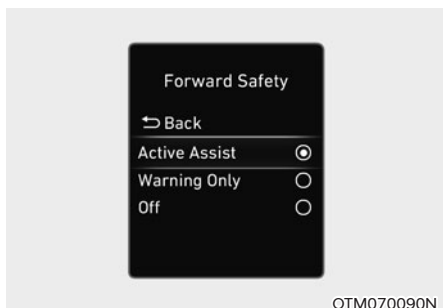 Forward Safety
Back
Active Assist
Warning Only
Off
OTM070090N